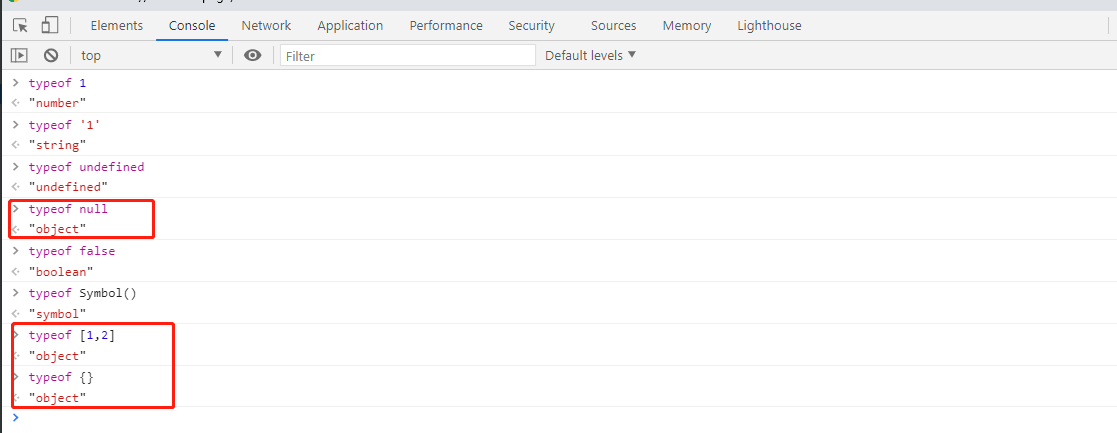 Elements Console Network Application Performance Security Sources Memory Lighthouse
top Filter Default levels
typeof 1
"number"
typeof '1'
"string"
typeof undefined
"undefined"
typeof null
"object"
typeof false
"boolean"
typeof Symbol()
"symbol"
typeof [1,2]
"object"
typeof {}
"object"